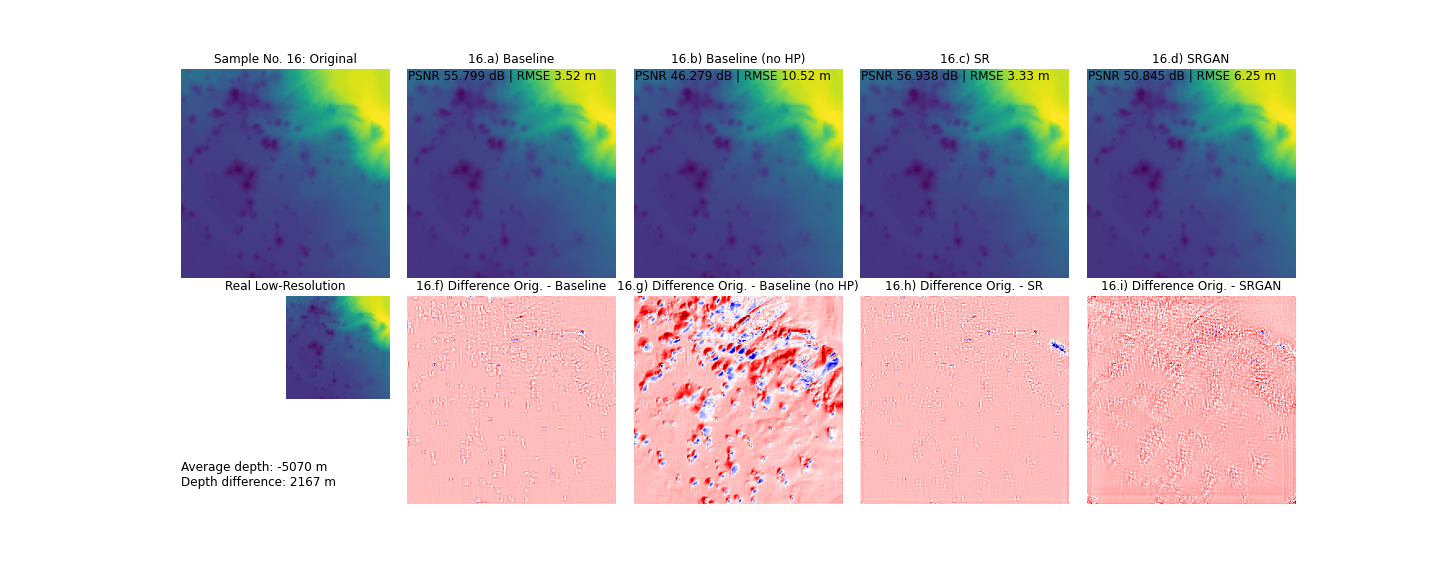 Sample No. 16: Original
16.a) Baseline
16.b) Baseline (no HP)
16.c) SR
16.d) SRGAN
PSNR 55.799 dB | RMSE 3.52 m
PSNR 46.279 dB | RMSE 10.52 m
PSNR 56.938 dB | RMSE 3.33 m
PSNR 50.845 dB | RMSE 6.25 m
Real Low-Resolution
16.f) Difference Orig. - Baseline
16.g) Difference Orig. - Baseline (no HP)
16.h) Difference Orig. - SR
16.i) Difference Orig. - SRGAN
Average depth: -5070 m
Depth difference: 2167 m